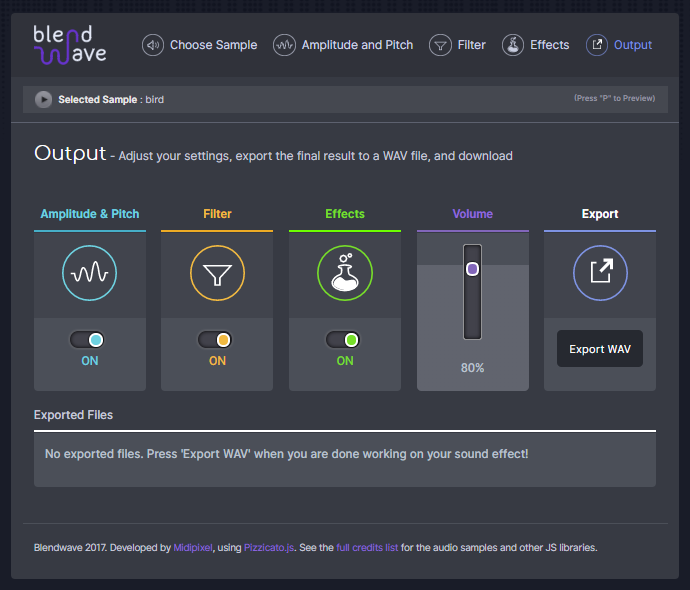 blend
wave
Choose Sample
Amplitude and Pitch
Filter
Effects
Output
Selected Sample : bird
(Press "P" to Preview)
Output - Adjust your settings, export the final result to a WAV file, and download
Amplitude & Pitch
Filter
Effects
Volume
Export
ON
ON
ON
80%
Export WAV
Exported Files
No exported files. Press 'Export WAV' when you are done working on your sound effect!
Blendwave 2017. Developed by Midipixel, using Pizzicato.js. See the full credits list for the audio samples and other JS libraries.